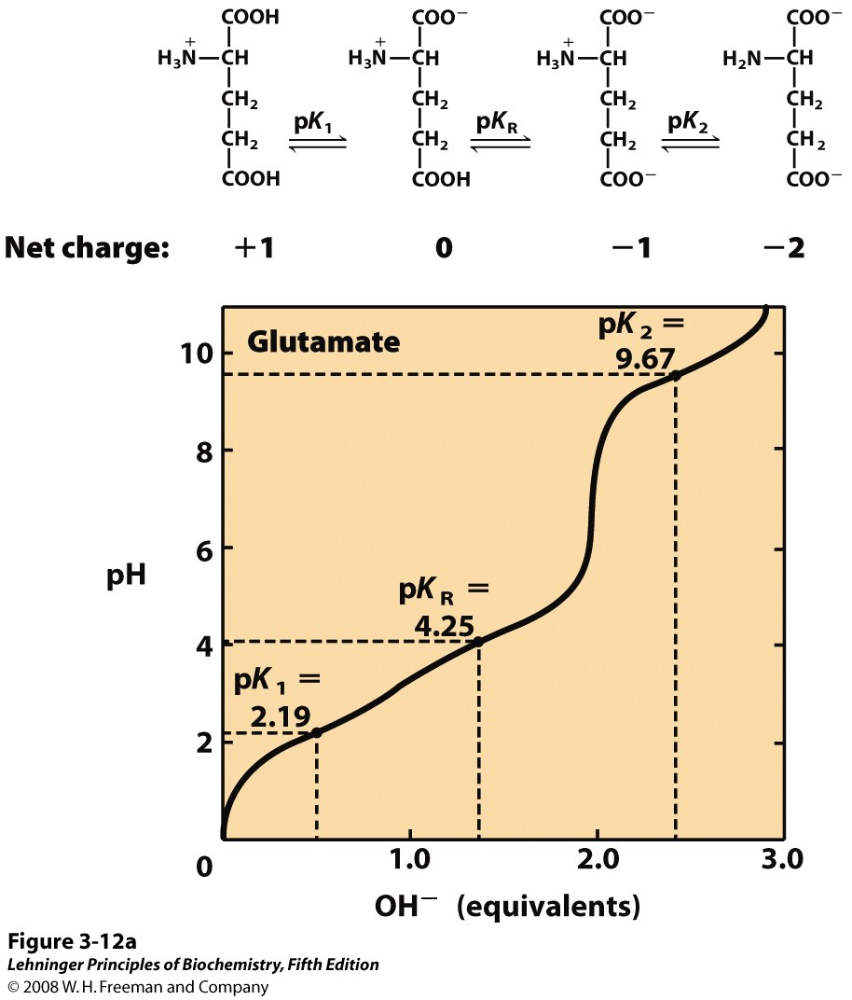 COOH COO⁻ COO⁻ COO⁻
H₃N⁺—CH H₃N⁺—CH H₃N⁺—CH H₂N—CH
CH₂ CH₂ CH₂ CH₂
pK₁ pKR pK₂
CH₂ CH₂ CH₂ CH₂
COOH COOH COO⁻ COO⁻
Net charge: +1 0 −1 −2
Glutamate
pK₂ =
9.67
10
8
6
pH
pKR =
4.25
4
pK₁ =
2.19
2
0 1.0 2.0 3.0
OH⁻ (equivalents)
Figure 3-12a
Lehninger Principles of Biochemistry, Fifth Edition
© 2008 W. H. Freeman and Company